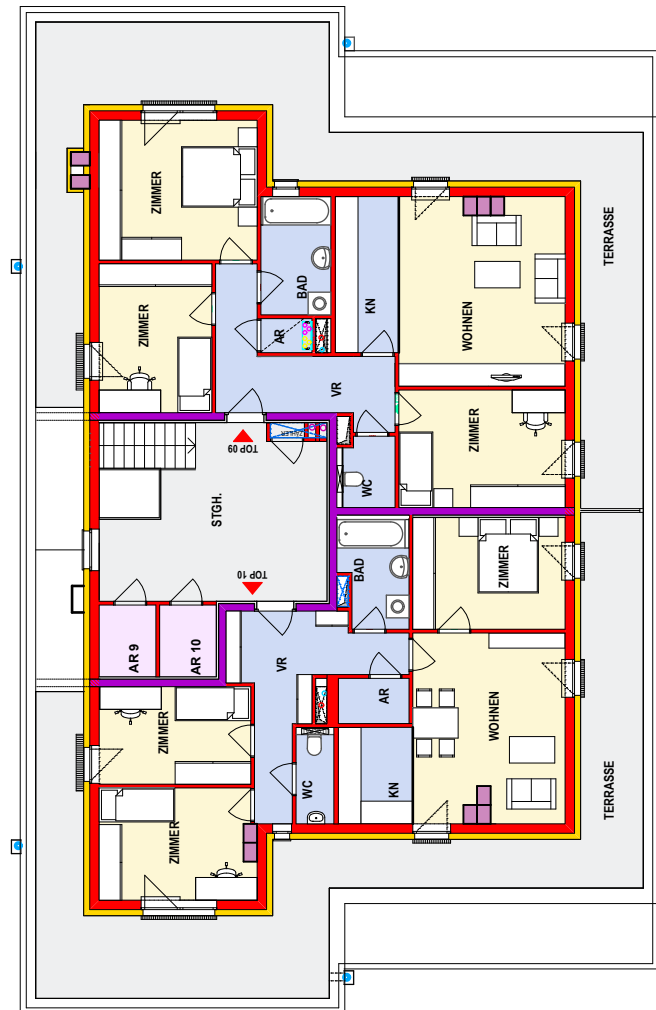 ZIMMER
ZIMMER
BAD
AR
KN
WOHNEN
TERRASSE
VR
ZIMMER
WC
TOP 09
STGH.
TOP 10
BAD
ZIMMER
AR 9
AR 10
VR
AR
WOHNEN
TERRASSE
ZIMMER
WC
KN
ZIMMER